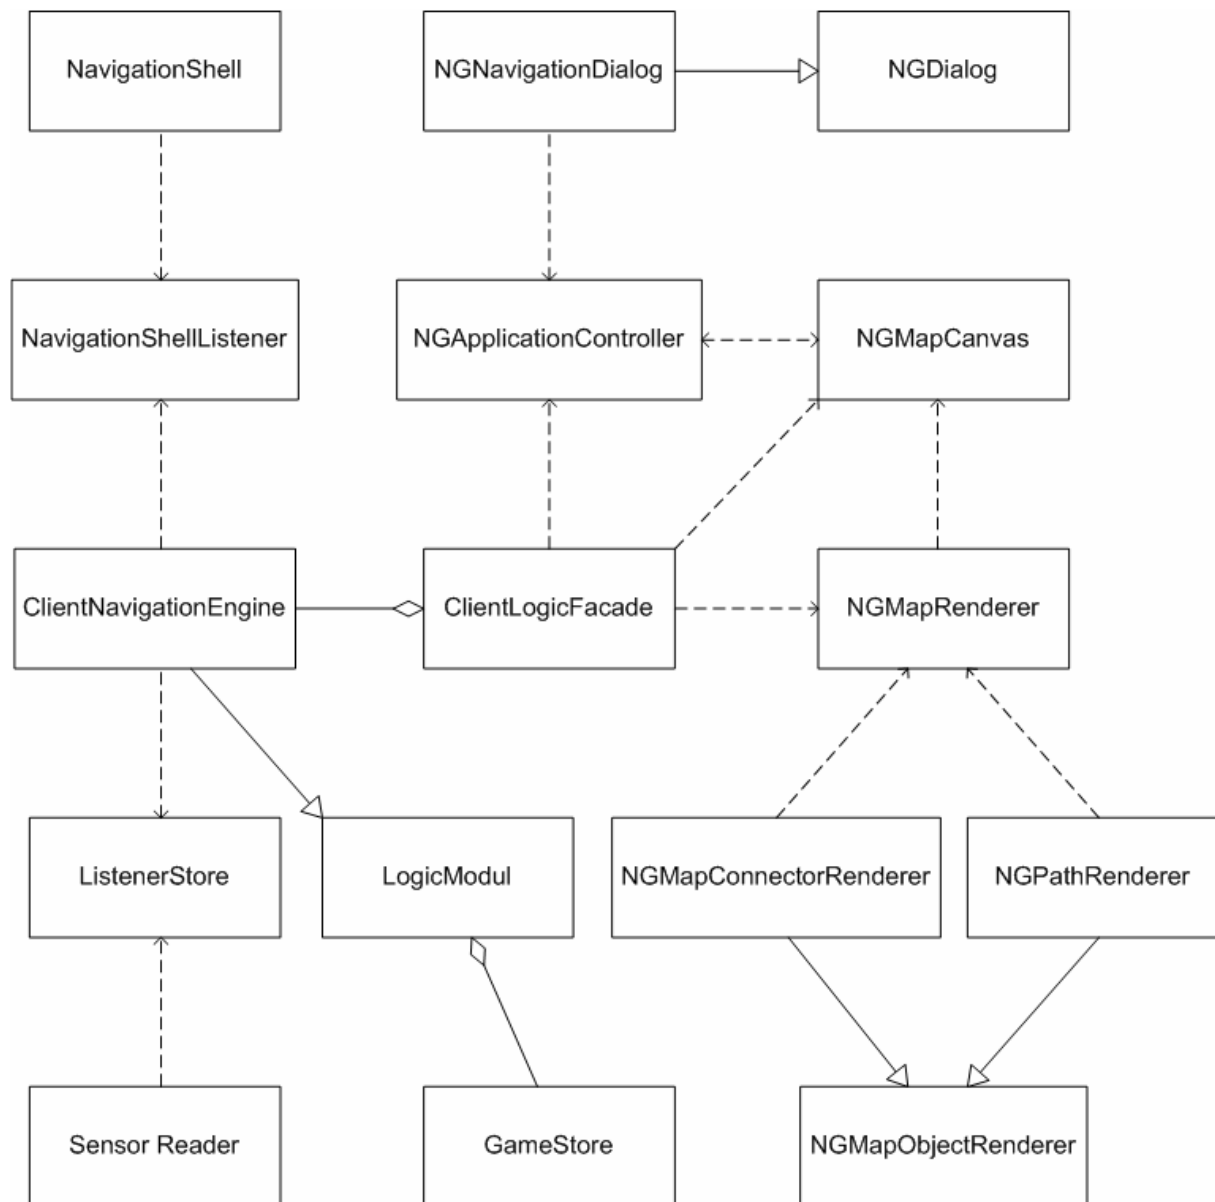 NavigationShell
NGNavigationDialog
NGDialog
NavigationShellListener
NGApplicationController
NGMapCanvas
ClientNavigationEngine
ClientLogicFacade
NGMapRenderer
ListenerStore
LogicModul
NGMapConnectorRenderer
NGPathRenderer
Sensor Reader
GameStore
NGMapObjectRenderer